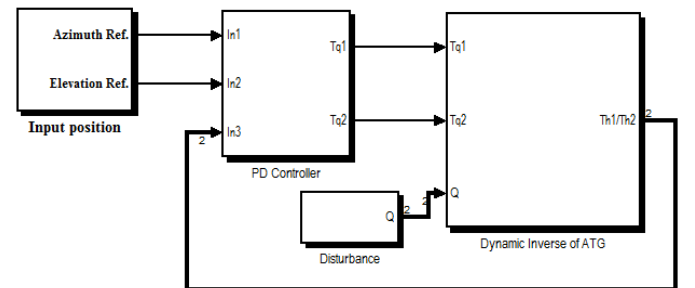 Azimuth Ref.
Elevation Ref.
Input position
In1
In2
In3
2
Tq1
Tq2
PD Controller
Q
2
Disturbance
2
Tq1
Tq2
Q
Th1/Th2
2
Dynamic Inverse of ATG